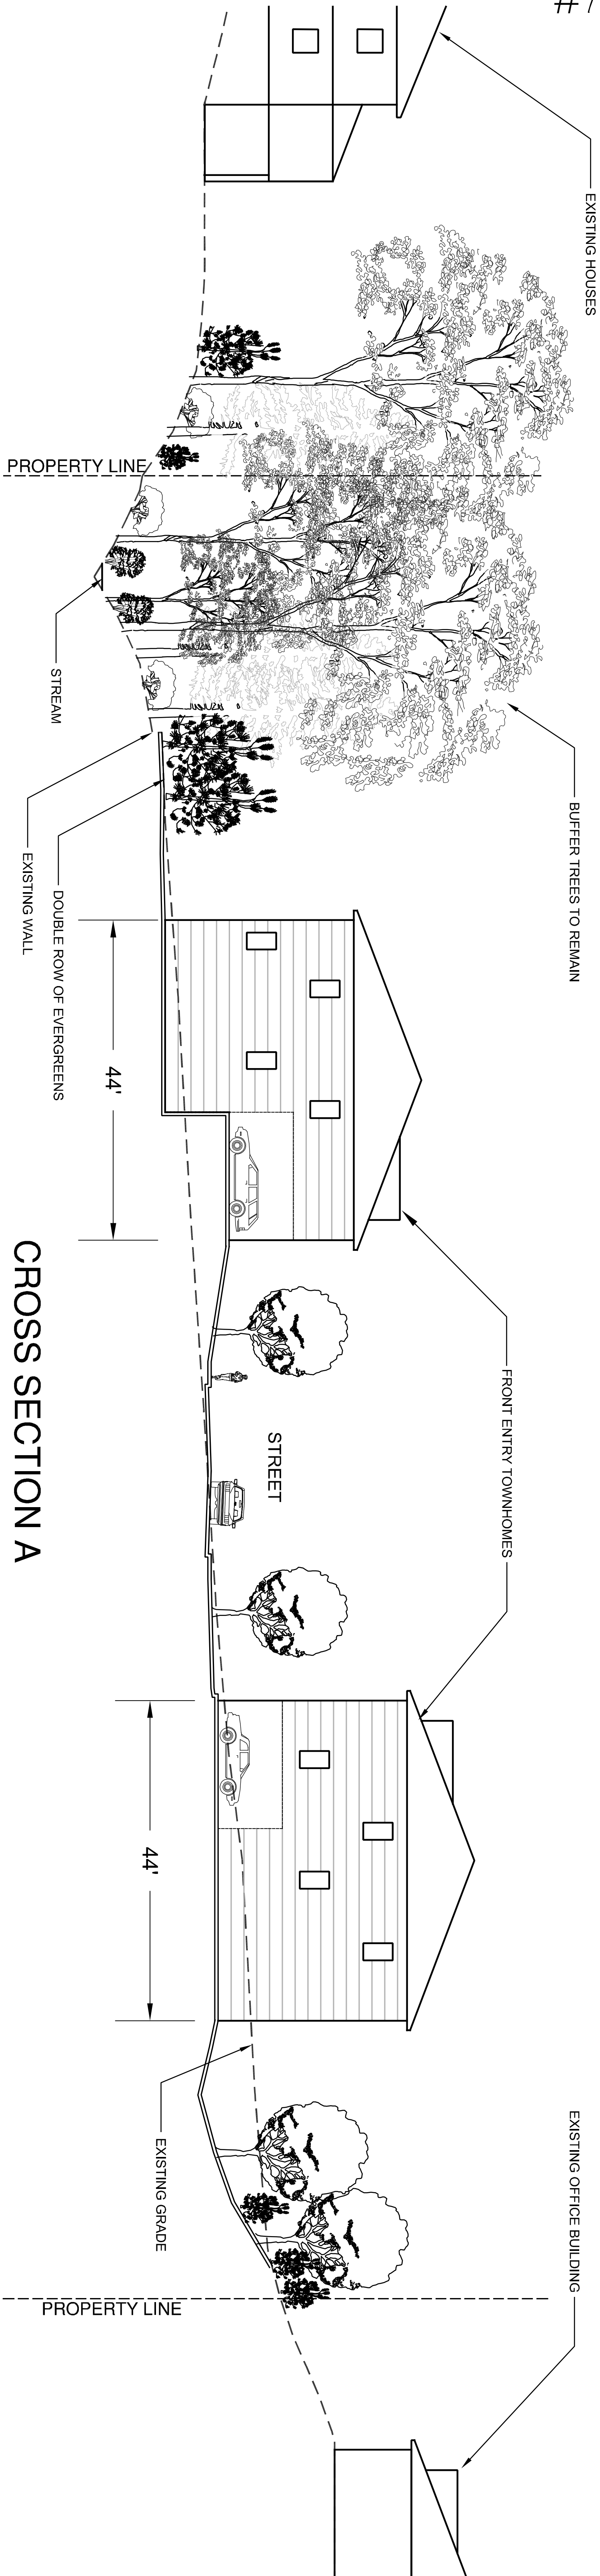 #7
EXISTING HOUSES
BUFFER TREES TO REMAIN
FRONT ENTRY TOWNHOMES
EXISTING OFFICE BUILDING
STREET
PROPERTY LINE
STREAM
EXISTING WALL
DOUBLE ROW OF EVERGREENS
44'
44'
EXISTING GRADE
PROPERTY LINE
CROSS SECTION A